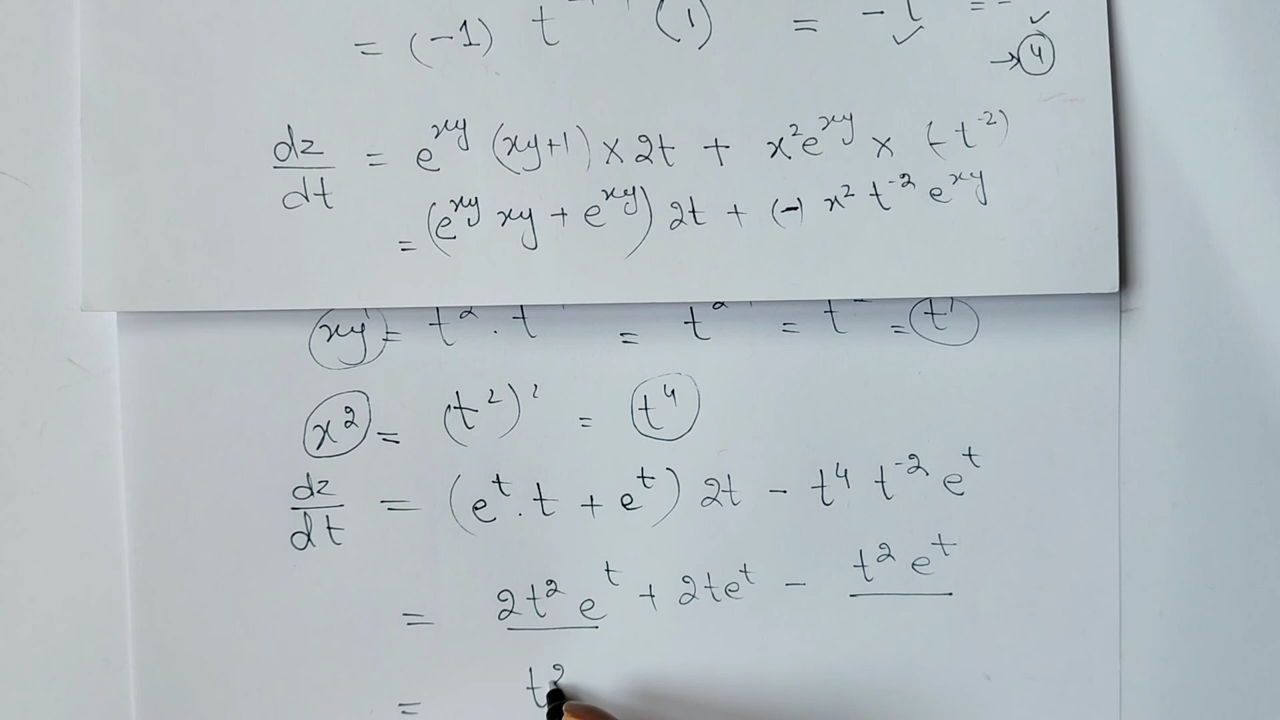 = (-1) t (1) = - =
→ 4
dz/dt = e^xy (xy+1) × 2t + x²e^xy × (-t^-2)
= (e^xy xy + e^xy) 2t + (-) x² t^-2 e^xy
xy = t² . t = t² = t = t¹
x² = (t²)² = t⁴
dz/dt = (e^t . t + e^t) 2t - t⁴ t^-2 e^t
= 2t² e^t + 2te^t - t² e^t
= t²